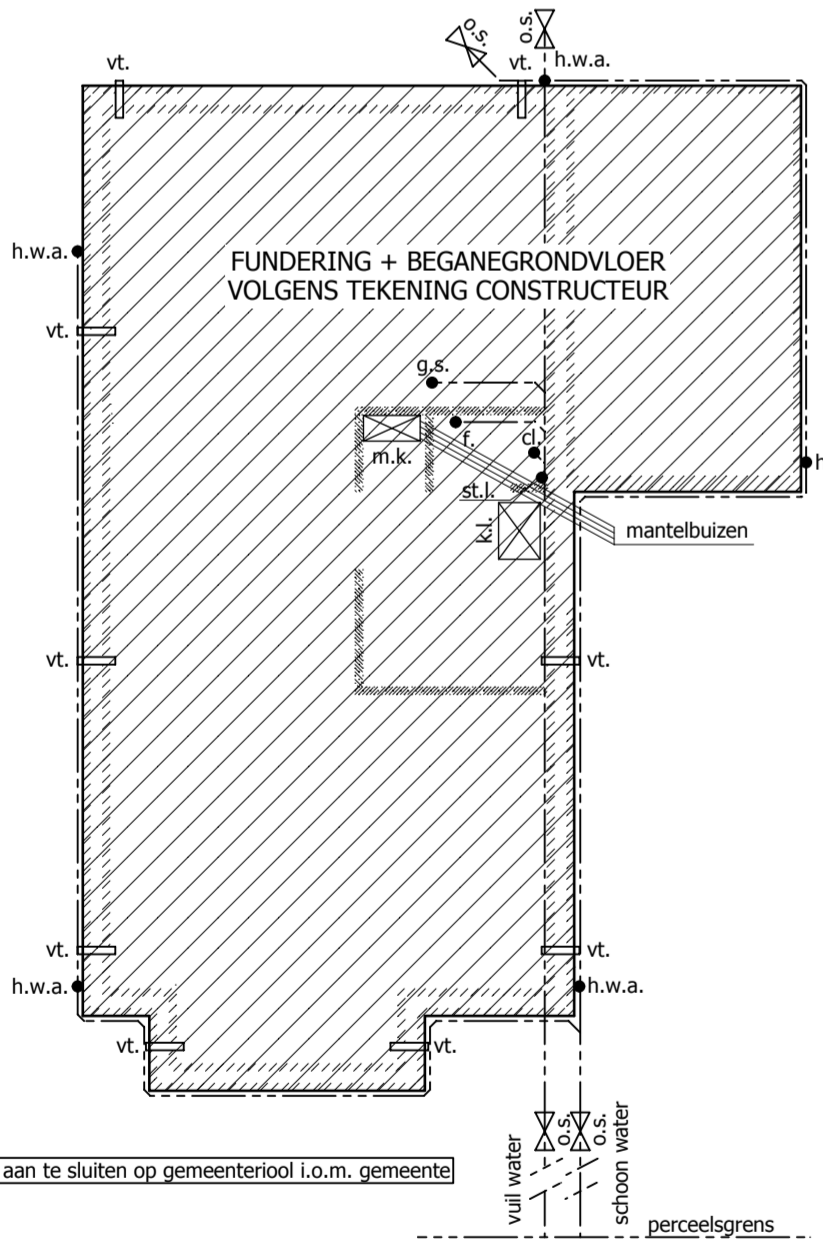 o.s.
o.s.
vt.
vt.
h.w.a.
h.w.a.
FUNDERING + BEGANEGRONDVLOER
VOLGENS TEKENING CONSTRUCTEUR
vt.
g.s.
f.
cl.
m.k.
h
st.l.
k.l.
mantelbuizen
vt.
vt.
vt.
vt.
h.w.a.
h.w.a.
vt.
vt.
o.s.
o.s.
vuil water
schoon water
aan te sluiten op gemeenteriool i.o.m. gemeente
perceelsgrens